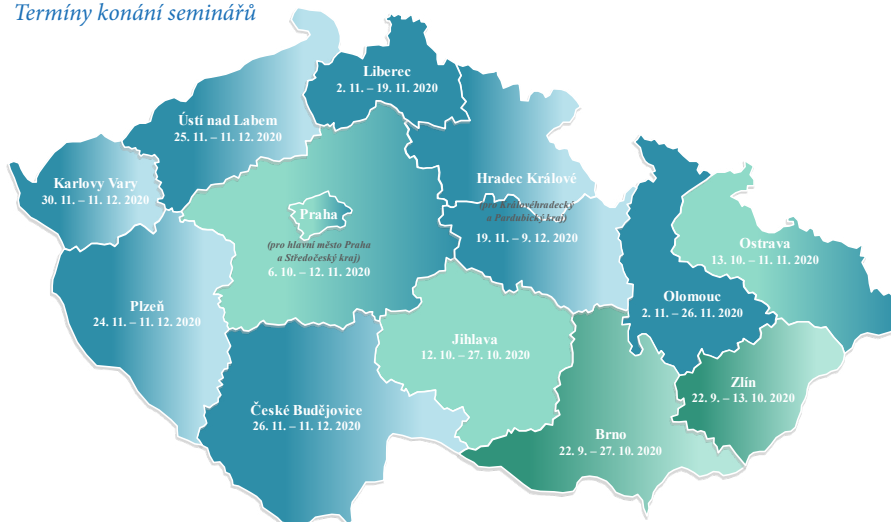 Termíny konání seminářů
Liberec
2. 11. – 19. 11. 2020
Ústí nad Labem
25. 11. – 11. 12. 2020
Karlovy Vary
30. 11. – 11. 12. 2020
Hradec Králové
(pro Královéhradecký
a Pardubický kraj)
19. 11. – 9. 12. 2020
Praha
(pro hlavní město Praha
a Středočeský kraj)
6. 10. – 12. 11. 2020
Ostrava
13. 10. – 11. 11. 2020
Olomouc
2. 11. – 26. 11. 2020
Plzeň
24. 11. – 11. 12. 2020
Jihlava
12. 10. – 27. 10. 2020
Zlín
22. 9. – 13. 10. 2020
České Budějovice
26. 11. – 11. 12. 2020
Brno
22. 9. – 27. 10. 2020